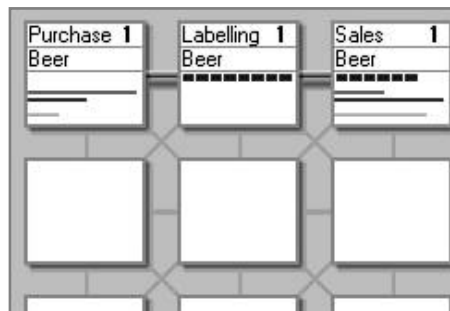 Purchase 1
Beer
Labelling 1
Beer
Sales 1
Beer